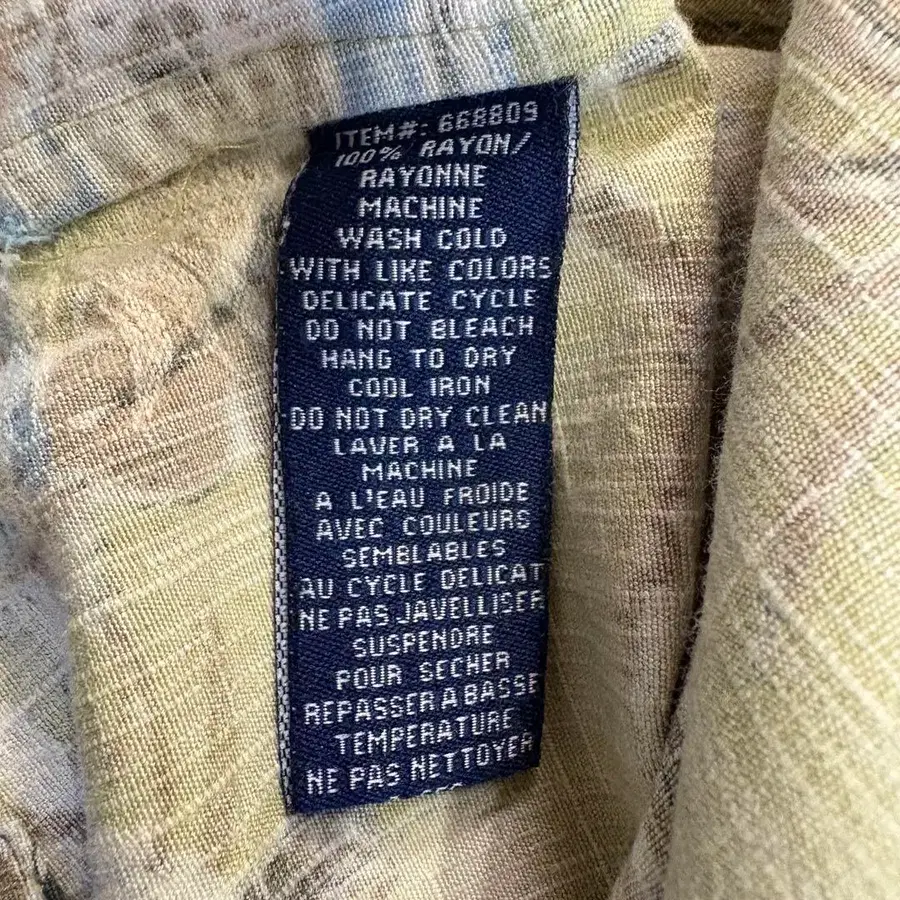 ITEM#: 668809
100% RAYON/
RAYONNE
MACHINE
WASH COLD
WITH LIKE COLORS
DELICATE CYCLE
DO NOT BLEACH
HANG TO DRY
COOL IRON
DO NOT DRY CLEAN
LAVER A LA
MACHINE
A L'EAU FROIDE
AVEC COULEURS
SEMBLABLES
AU CYCLE DELICAT
NE PAS JAVELLISER
SUSPENDRE
POUR SECHER
REPASSER A BASSE
TEMPERATURE
NE PAS NETTOYER